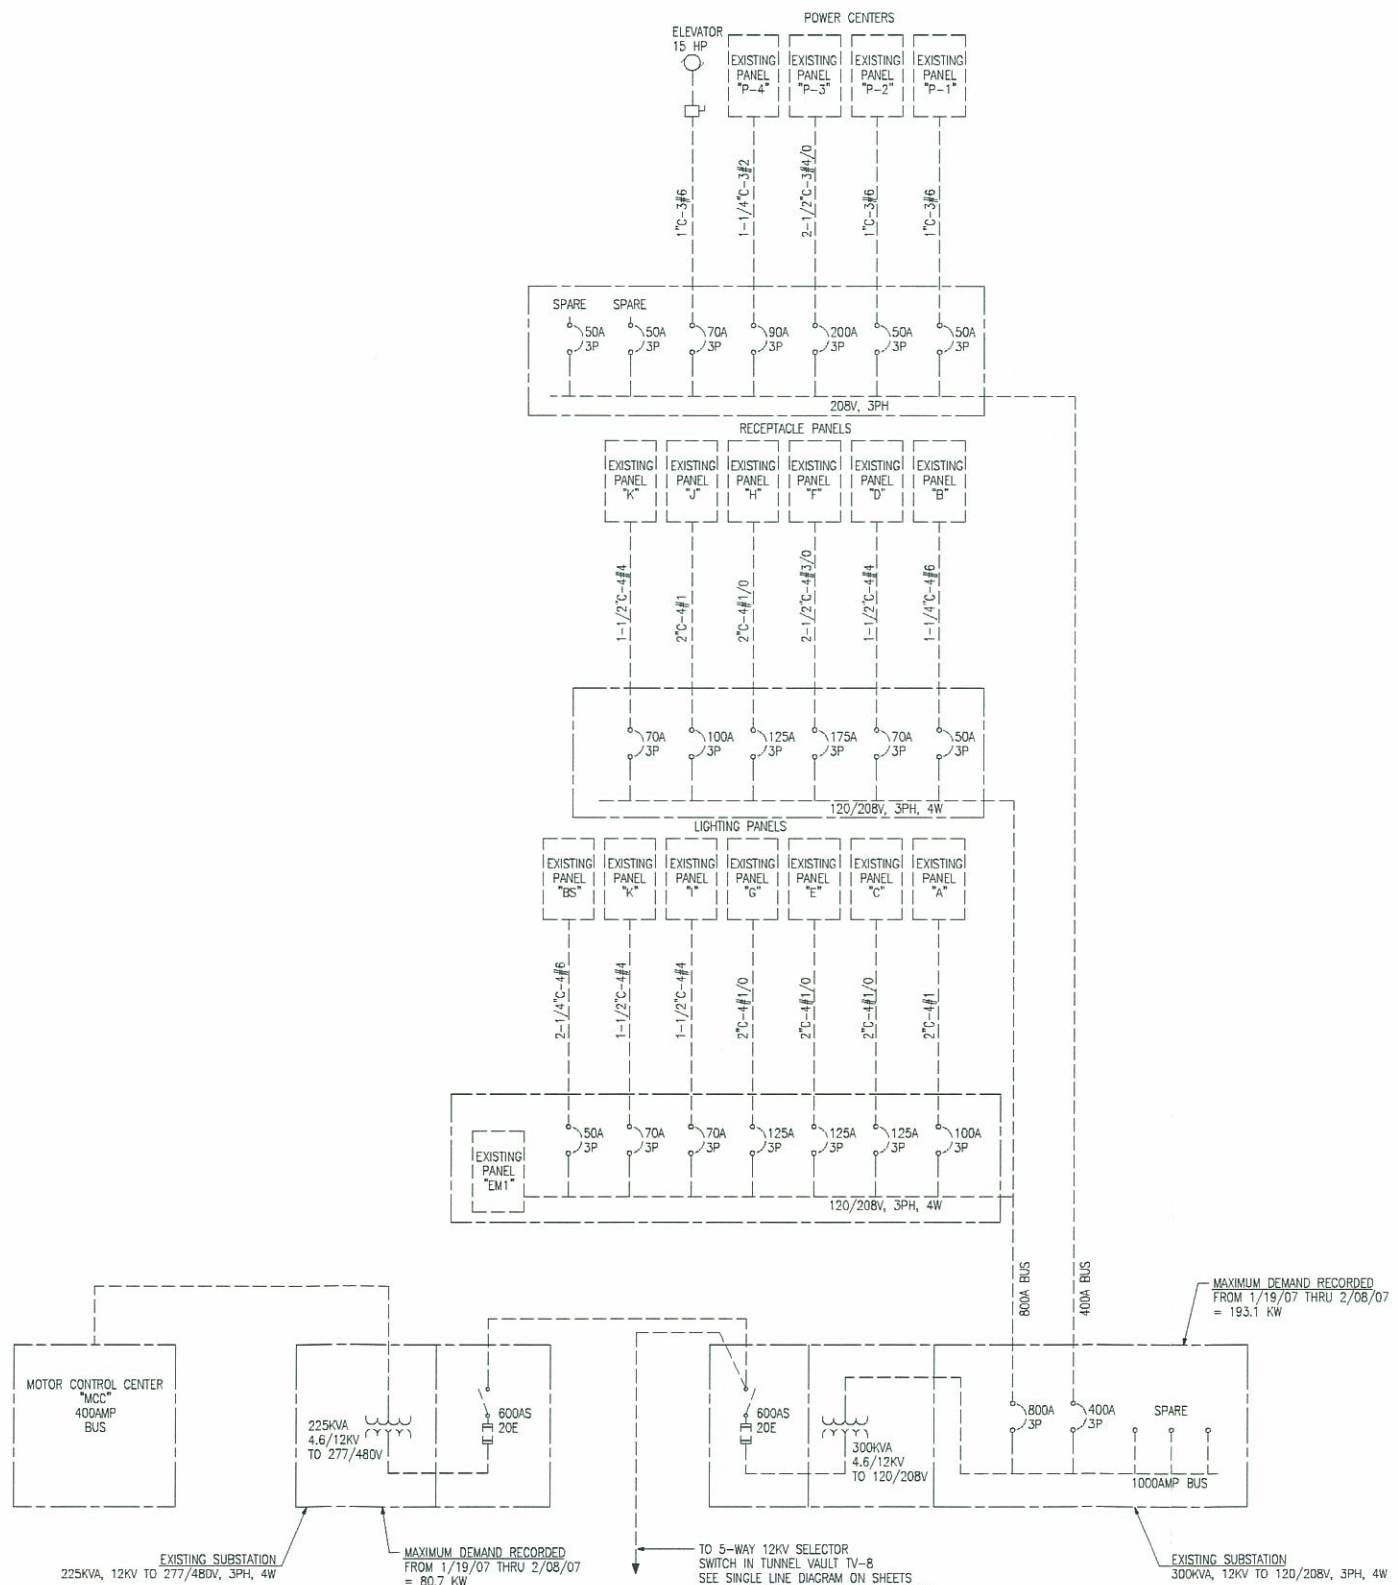 POWER CENTERS
ELEVATOR
15 HP
EXISTING
PANEL
"P-4"
EXISTING
PANEL
"P-3"
EXISTING
PANEL
"P-2"
EXISTING
PANEL
"P-1"
1"C-3#6
1-1/4"C-3#2
2-1/2"C-3#4/0
1"C-3#6
1"C-3#6
SPARE
SPARE
50A
3P
50A
3P
70A
3P
90A
3P
200A
3P
50A
3P
50A
3P
208V, 3PH
RECEPTACLE PANELS
EXISTING
PANEL
"K"
EXISTING
PANEL
"J"
EXISTING
PANEL
"H"
EXISTING
PANEL
"F"
EXISTING
PANEL
"D"
EXISTING
PANEL
"B"
1-1/2"C-4#4
2"C-4#1
2"C-4#1/0
2-1/2"C-4#3/0
1-1/2"C-4#4
1-1/4"C-4#6
70A
3P
100A
3P
125A
3P
175A
3P
70A
3P
50A
3P
120/208V, 3PH, 4W
LIGHTING PANELS
EXISTING
PANEL
"BS"
EXISTING
PANEL
"K"
EXISTING
PANEL
"I"
EXISTING
PANEL
"G"
EXISTING
PANEL
"E"
EXISTING
PANEL
"C"
EXISTING
PANEL
"A"
2-1/4"C-4#6
1-1/2"C-4#4
1-1/2"C-4#4
2"C-4#1/0
2"C-4#1/0
2"C-4#1/0
2"C-4#1
EXISTING
PANEL
"EM1"
50A
3P
70A
3P
70A
3P
125A
3P
125A
3P
125A
3P
100A
3P
120/208V, 3PH, 4W
800A BUS
400A BUS
MAXIMUM DEMAND RECORDED
FROM 1/19/07 THRU 2/08/07
= 193.1 KW
MOTOR CONTROL CENTER
"MCC"
400AMP
BUS
225KVA
4.6/12KV
TO 277/480V
600AS
20E
600AS
20E
300KVA
4.6/12KV
TO 120/208V
800A
3P
400A
3P
SPARE
1000AMP BUS
EXISTING SUBSTATION
225KVA, 12KV TO 277/480V, 3PH, 4W
MAXIMUM DEMAND RECORDED
FROM 1/19/07 THRU 2/08/07
= 80.7 KW
TO 5-WAY 12KV SELECTOR
SWITCH IN TUNNEL VAULT TV-8
SEE SINGLE LINE DIAGRAM ON SHEETS
EXISTING SUBSTATION
300KVA, 12KV TO 120/208V, 3PH, 4W